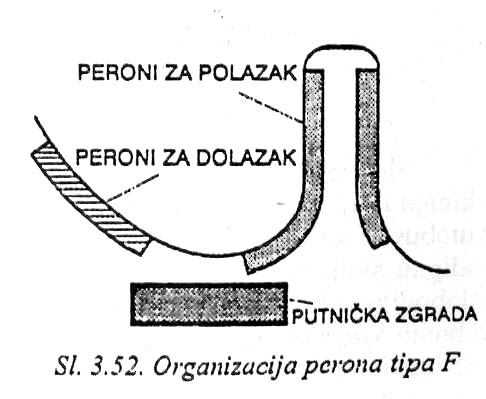 PERONI ZA POLAZAK
PERONI ZA DOLAZAK
PUTNIČKA ZGRADA
Sl. 3.52. Organizacija perona tipa F